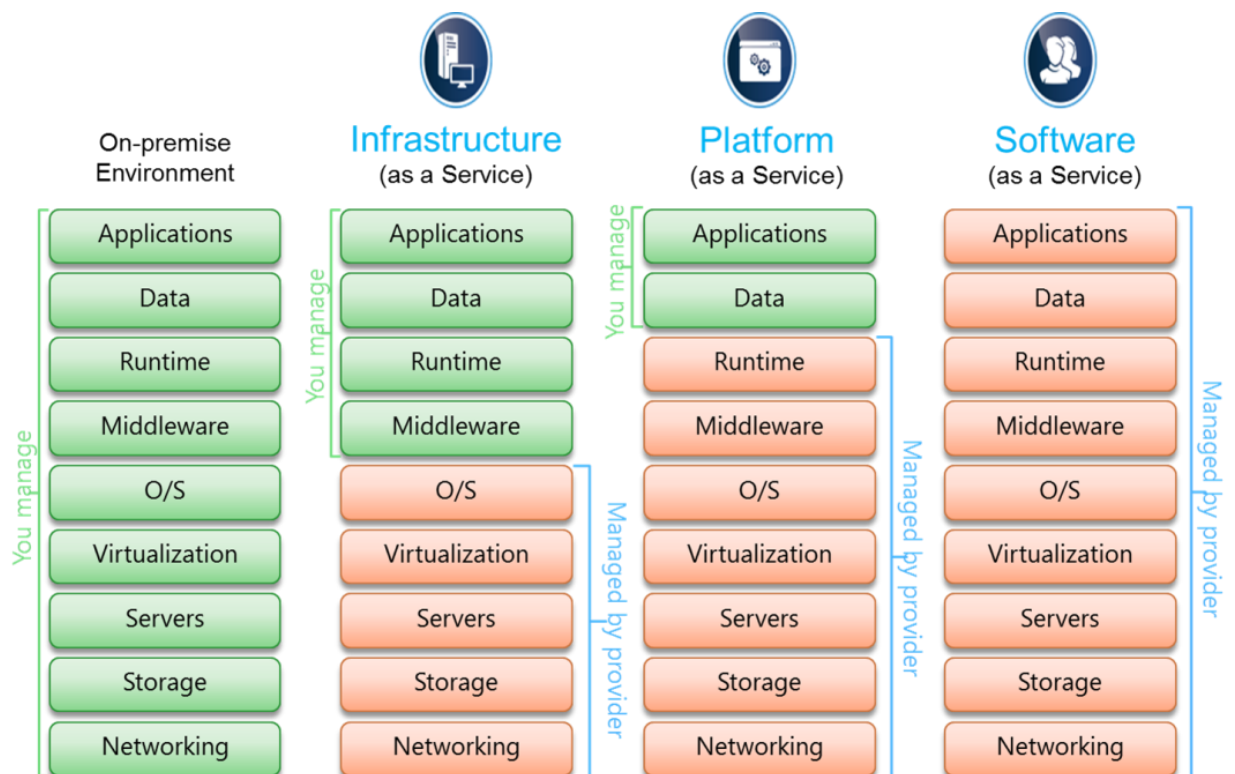 On-premise
Environment
You manage
Applications
Data
Runtime
Middleware
O/S
Virtualization
Servers
Storage
Networking
Infrastructure
(as a Service)
You manage
Applications
Data
Runtime
Middleware
O/S
Virtualization
Servers
Storage
Networking
Managed by provider
Platform
(as a Service)
You manage
Applications
Data
Runtime
Middleware
O/S
Virtualization
Servers
Storage
Networking
Managed by provider
Software
(as a Service)
Applications
Data
Runtime
Middleware
O/S
Virtualization
Servers
Storage
Networking
Managed by provider